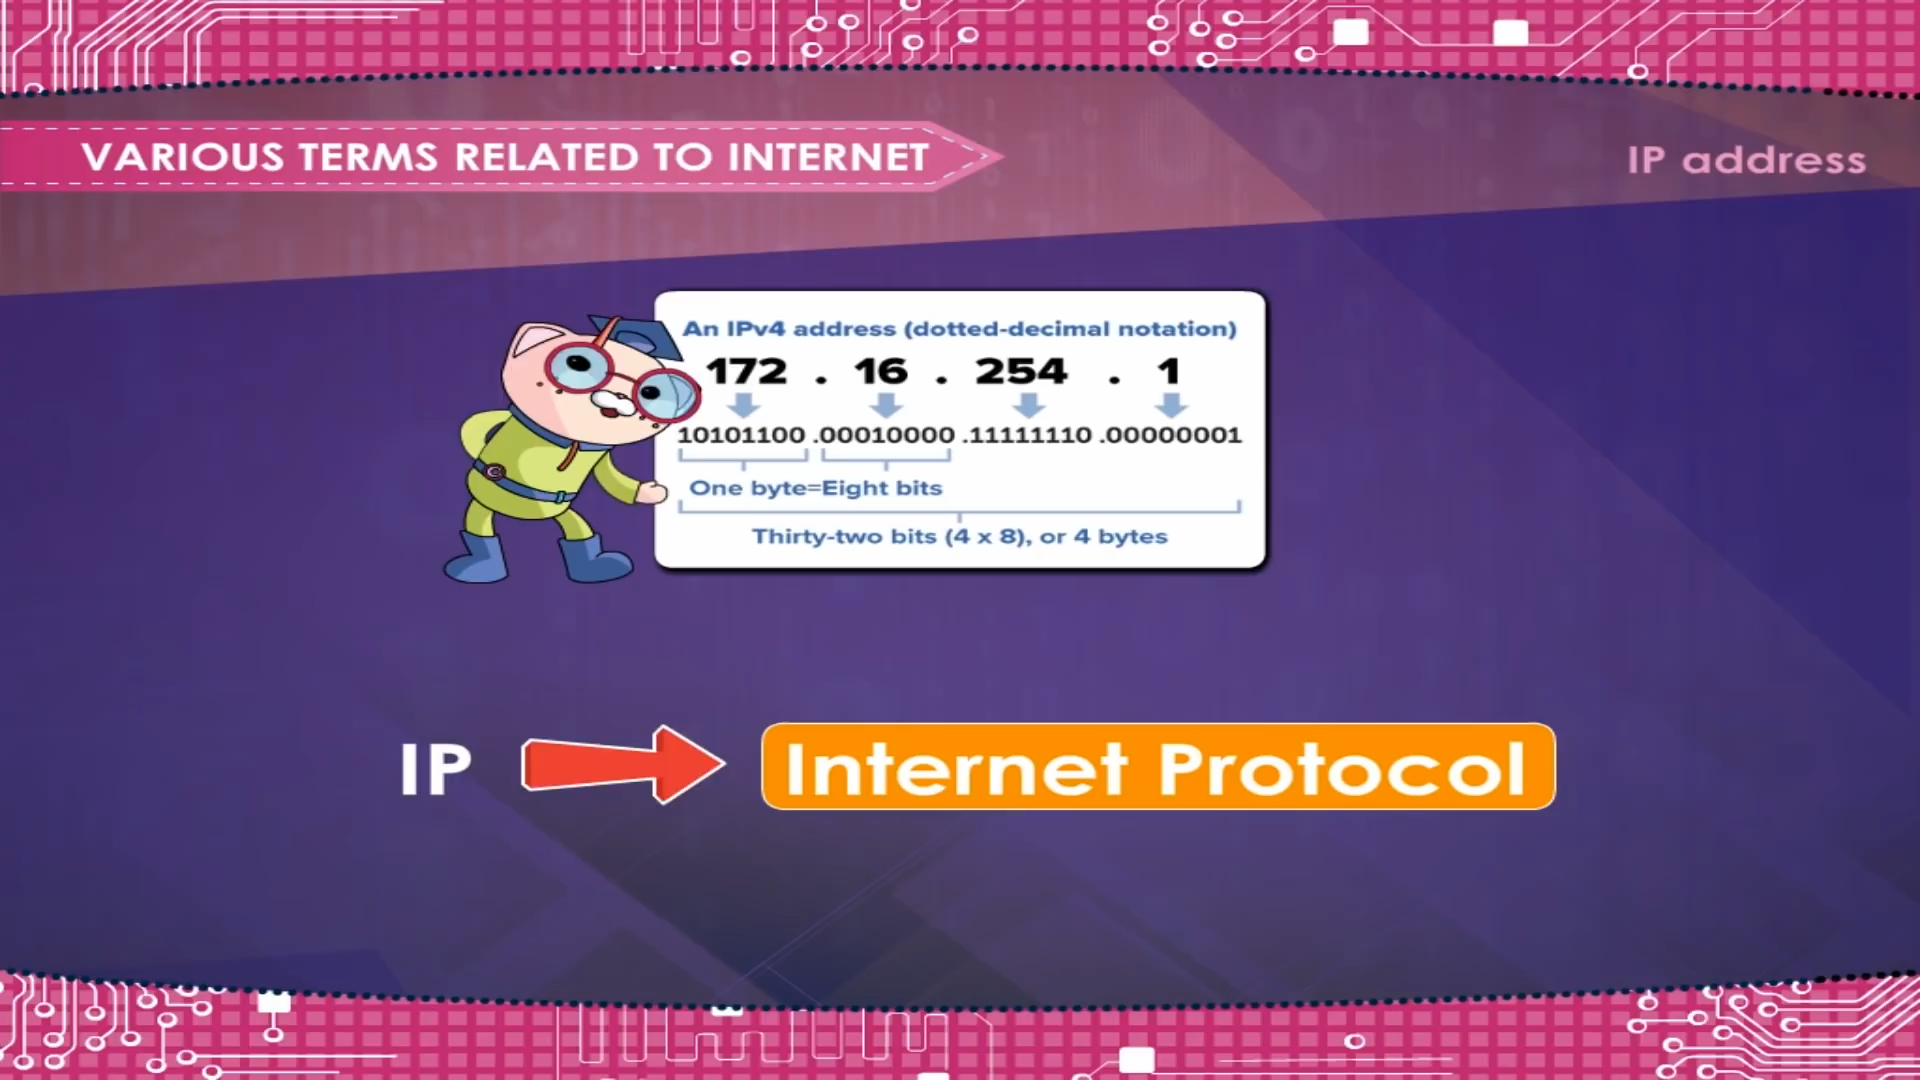 VARIOUS TERMS RELATED TO INTERNET
IP address
An IPv4 address (dotted-decimal notation)
172 . 16 . 254 . 1
10101100 .00010000 .11111110 .00000001
One byte=Eight bits
Thirty-two bits (4 x 8), or 4 bytes
IP
Internet Protocol